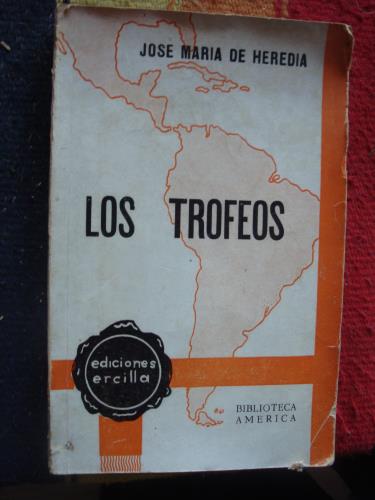 JOSE MARIA DE HEREDIA
LOS TROFEOS
ediciones
ercilla
BIBLIOTECA
AMERICA